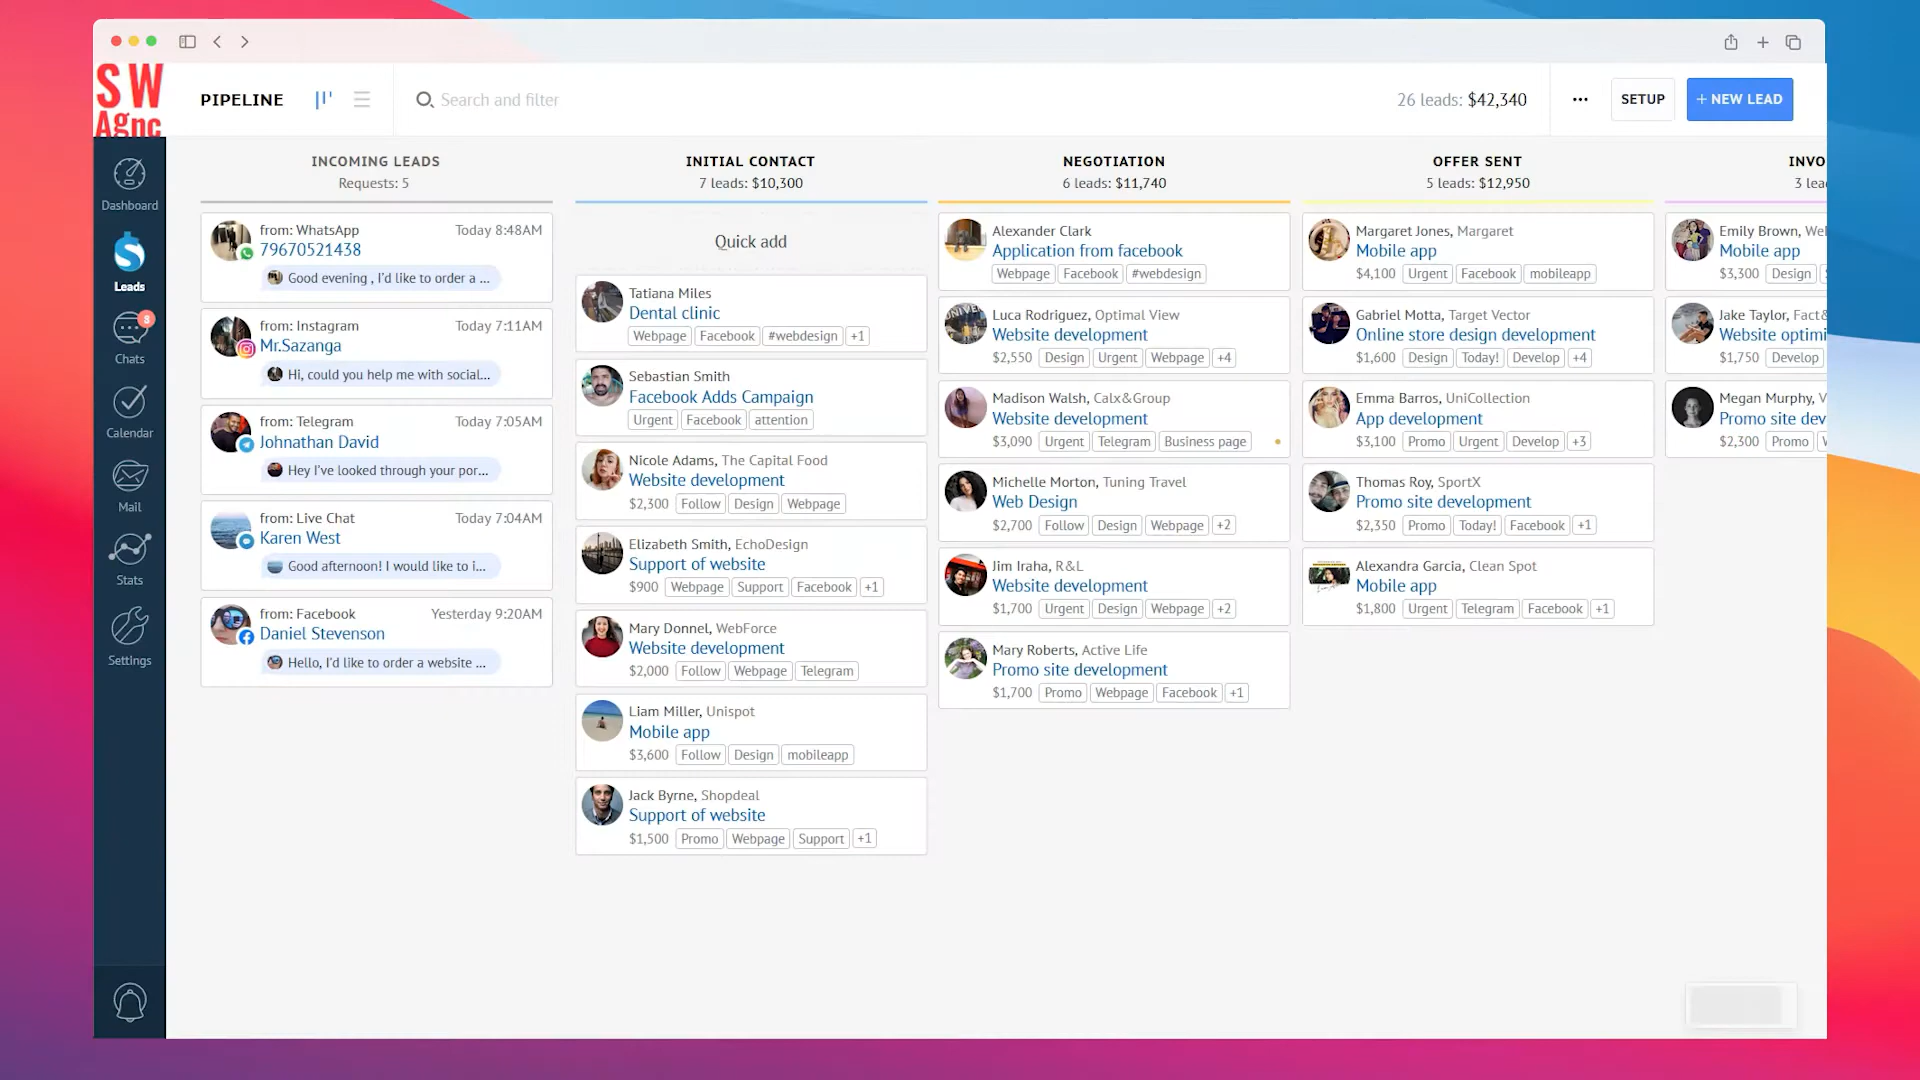 SW
Agnc
PIPELINE
Search and filter
26 leads: $42,340
SETUP
+ NEW LEAD
Dashboard
Leads
8
Chats
Calendar
Mail
Stats
Settings
INCOMING LEADS
Requests: 5
from: WhatsApp Today 8:48AM
79670521438
Good evening , I'd like to order a ...
from: Instagram Today 7:11AM
Mr.Sazanga
Hi, could you help me with social...
from: Telegram Today 7:05AM
Johnathan David
Hey I've looked through your por...
from: Live Chat Today 7:04AM
Karen West
Good afternoon! I would like to i...
from: Facebook Yesterday 9:20AM
Daniel Stevenson
Hello, I'd like to order a website ...
INITIAL CONTACT
7 leads: $10,300
Quick add
Tatiana Miles
Dental clinic
Webpage Facebook #webdesign +1
Sebastian Smith
Facebook Adds Campaign
Urgent Facebook attention
Nicole Adams, The Capital Food
Website development
$2,300 Follow Design Webpage
Elizabeth Smith, EchoDesign
Support of website
$900 Webpage Support Facebook +1
Mary Donnel, WebForce
Website development
$2,000 Follow Webpage Telegram
Liam Miller, Unispot
Mobile app
$3,600 Follow Design mobileapp
Jack Byrne, Shopdeal
Support of website
$1,500 Promo Webpage Support +1
NEGOTIATION
6 leads: $11,740
Alexander Clark
Application from facebook
Webpage Facebook #webdesign
Luca Rodriguez, Optimal View
Website development
$2,550 Design Urgent Webpage +4
Madison Walsh, Calx&Group
Website development
$3,090 Urgent Telegram Business page
Michelle Morton, Tuning Travel
Web Design
$2,700 Follow Design Webpage +2
Jim Iraha, R&L
Website development
$1,700 Urgent Design Webpage +2
Mary Roberts, Active Life
Promo site development
$1,700 Promo Webpage Facebook +1
OFFER SENT
5 leads: $12,950
Margaret Jones, Margaret
Mobile app
$4,100 Urgent Facebook mobileapp
Gabriel Motta, Target Vector
Online store design development
$1,600 Design Today! Develop +4
Emma Barros, UniCollection
App development
$3,100 Promo Urgent Develop +3
Thomas Roy, SportX
Promo site development
$2,350 Promo Today! Facebook +1
Alexandra Garcia, Clean Spot
Mobile app
$1,800 Urgent Telegram Facebook +1
INVO
3 lea
Emily Brown, We
Mobile app
$3,300 Design
Jake Taylor, Fact&
Website optimi
$1,750 Develop
Megan Murphy, V
Promo site dev
$2,300 Promo